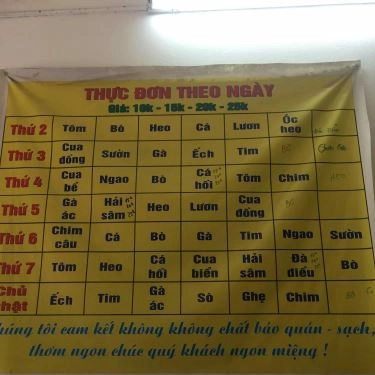 THỰC ĐƠN THEO NGÀY
Giá: 10k - 15k - 20k - 25k
Thứ 2 Tôm Bò Heo Cá Lươn Ốc heo
Thứ 3 Cua đồng Sườn Gà Ếch Tim
Thứ 4 Cua bể Ngao Bò Cá hồi Tôm Chim Heo
Thứ 5 Gà ác Hải sâm Heo Lươn Cua đồng Bò
Thứ 6 Chim câu Cá Bò Gà Tim Ngao Sườn
Thứ 7 Tôm Heo Cá hồi Cua biển Hải sâm Đà điểu Bò
Chủ nhật Ếch Tim Gà ác Sò Ghẹ Chim
húng tôi cam kết không không chất bảo quản - sạch,
thơm ngon chúc quý khách ngon miệng !